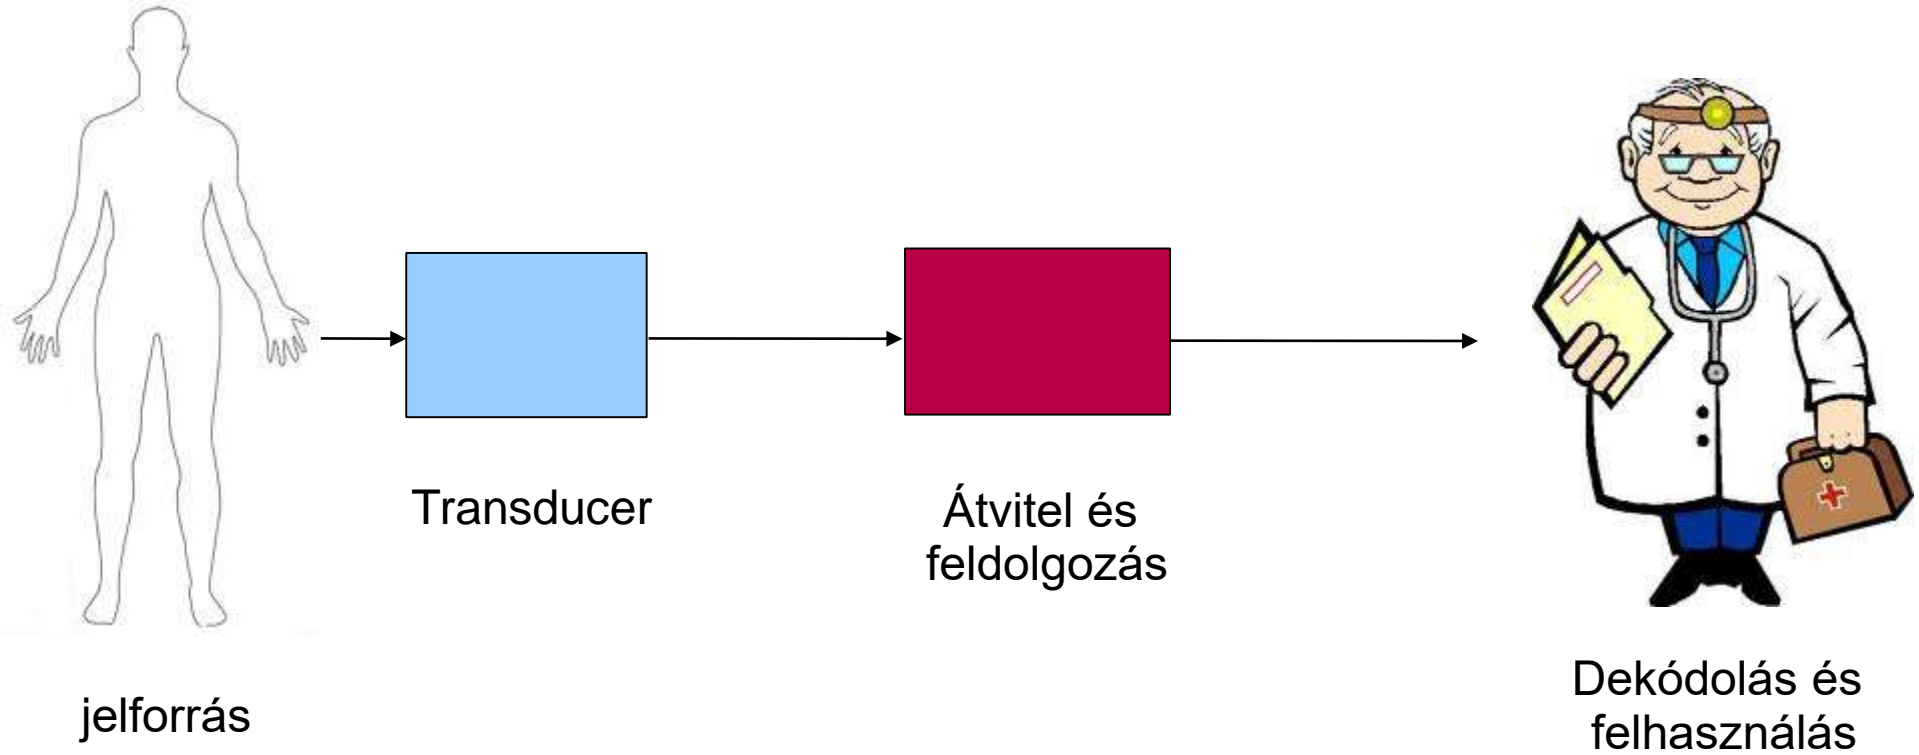 Transducer
Átvitel és
feldolgozás
jelforrás
Dekódolás és
felhasználás